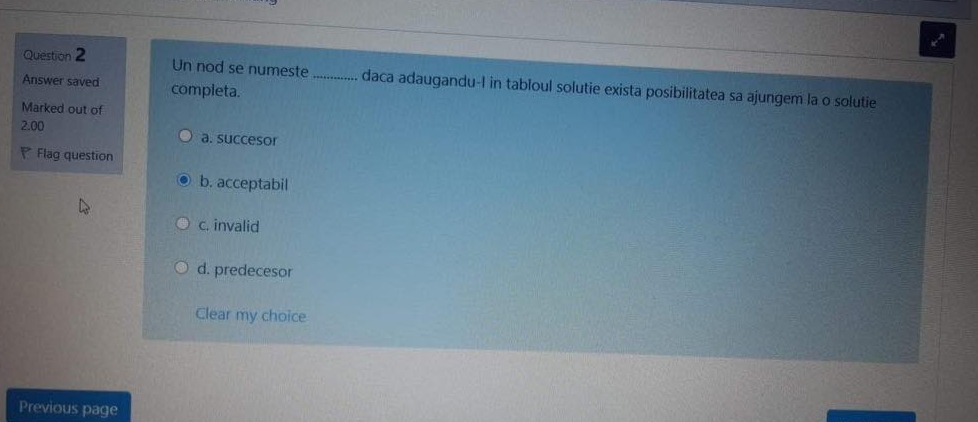 Question 2
Answer saved
Marked out of
2.00
Flag question
Un nod se numeste ............. daca adaugandu-l in tabloul solutie exista posibilitatea sa ajungem la o solutie
completa.
a. succesor
b. acceptabil
c. invalid
d. predecesor
Clear my choice
Previous page